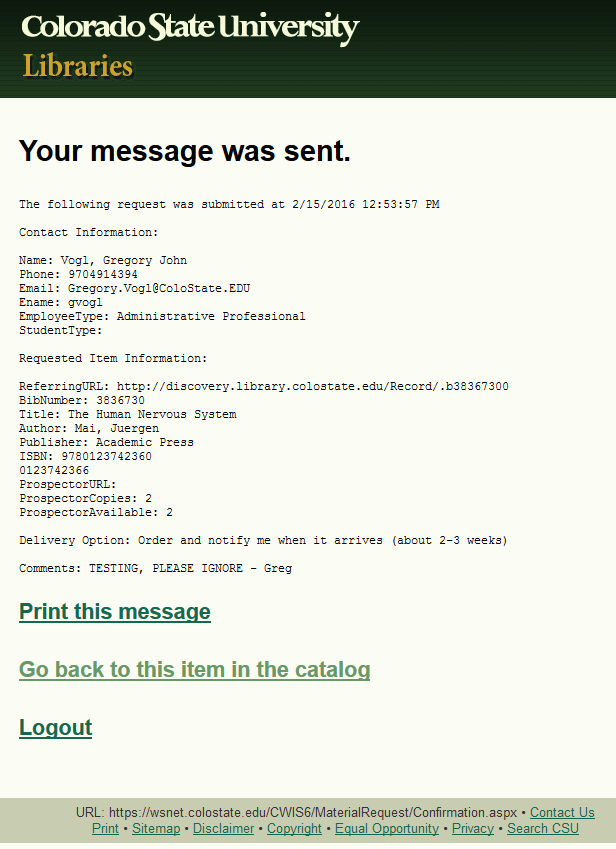 Colorado State University
Libraries
Your message was sent.
The following request was submitted at 2/15/2016 12:53:57 PM
Contact Information:
Name: Vogl, Gregory John
Phone: 9704914394
Email: Gregory.Vogl@ColoState.EDU
Ename: gvogl
EmployeeType: Administrative Professional
StudentType:
Requested Item Information:
ReferringURL: http://discovery.library.colostate.edu/Record/.b38367300
BibNumber: 3836730
Title: The Human Nervous System
Author: Mai, Juergen
Publisher: Academic Press
ISBN: 9780123742360
0123742366
ProspectorURL:
ProspectorCopies: 2
ProspectorAvailable: 2
Delivery Option: Order and notify me when it arrives (about 2-3 weeks)
Comments: TESTING, PLEASE IGNORE - Greg
Print this message
Go back to this item in the catalog
Logout
URL: https://wsnet.colostate.edu/CWIS6/MaterialRequest/Confirmation.aspx • Contact Us
Print • Sitemap • Disclaimer • Copyright • Equal Opportunity • Privacy • Search CSU